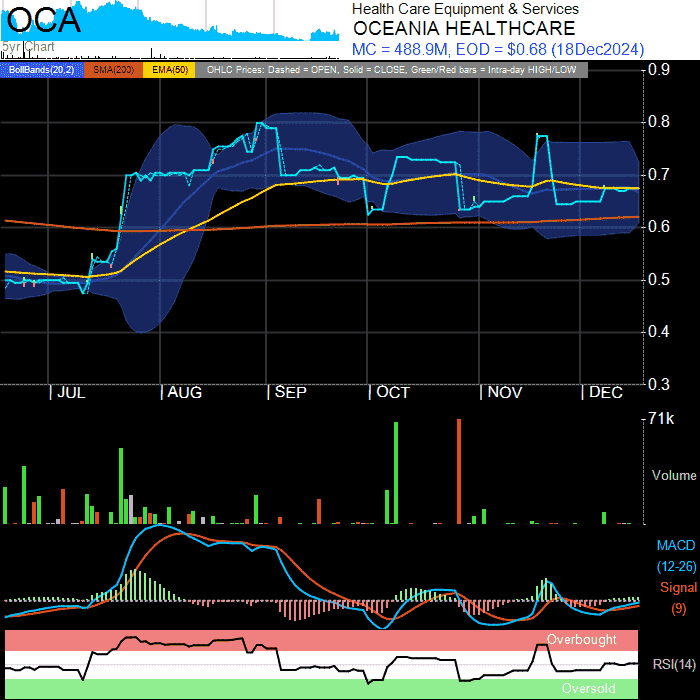 OCA
5yr Chart
Health Care Equipment & Services
OCEANIA HEALTHCARE
MC = 488.9M, EOD = $0.68 (18Dec2024)
BollBands(20,2) SMA(200) EMA(50) OHLC Prices: Dashed = OPEN, Solid = CLOSE, Green/Red bars = Intra-day HIGH/LOW
0.9
0.8
0.7
0.6
0.5
0.4
0.3
JUL AUG SEP OCT NOV DEC
71k
Volume
MACD
(12-26)
Signal
(9)
Overbought
RSI(14)
Oversold